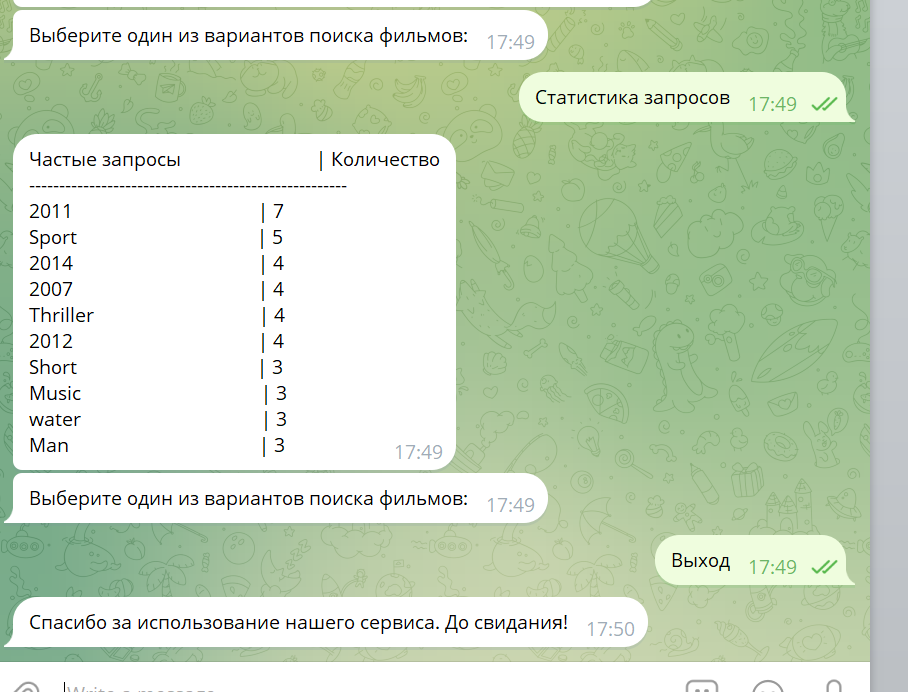 Выберите один из вариантов поиска фильмов: 17:49
Статистика запросов 17:49
Частые запросы | Количество
-----------------------------------------------------
2011 | 7
Sport | 5
2014 | 4
2007 | 4
Thriller | 4
2012 | 4
Short | 3
Music | 3
water | 3
Man | 3
17:49
Выберите один из вариантов поиска фильмов: 17:49
Выход 17:49
Спасибо за использование нашего сервиса. До свидания! 17:50
Write a message...